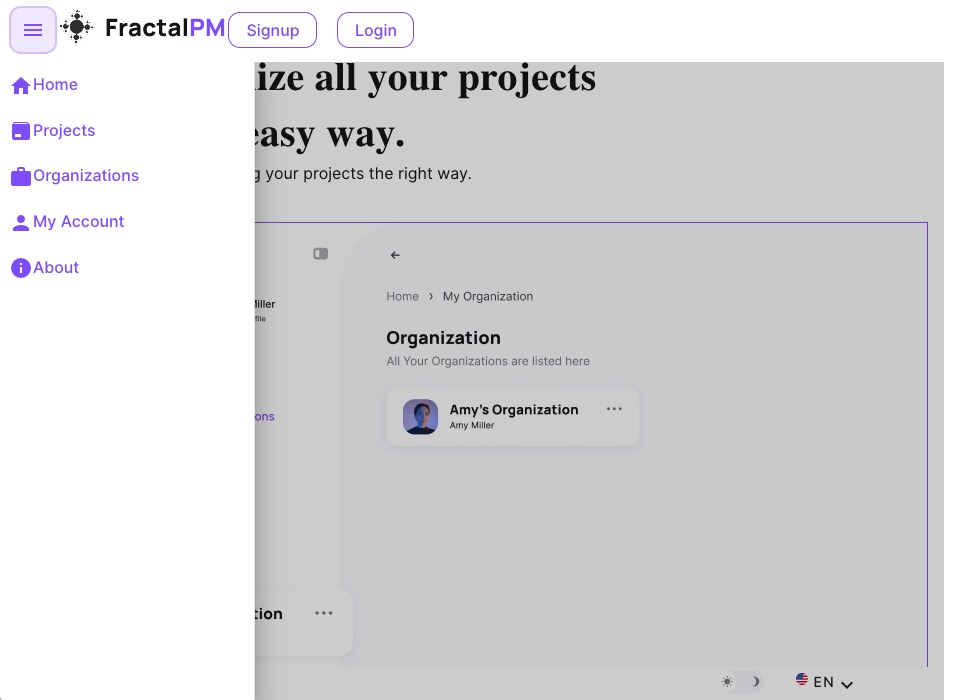 FractalPM
Signup
Login
Home
Projects
Organizations
My Account
About
ize all your projects
easy way.
g your projects the right way.
Miller
file
ons
Home › My Organization
Organization
All Your Organizations are listed here
Amy's Organization
Amy Miller
tion
EN